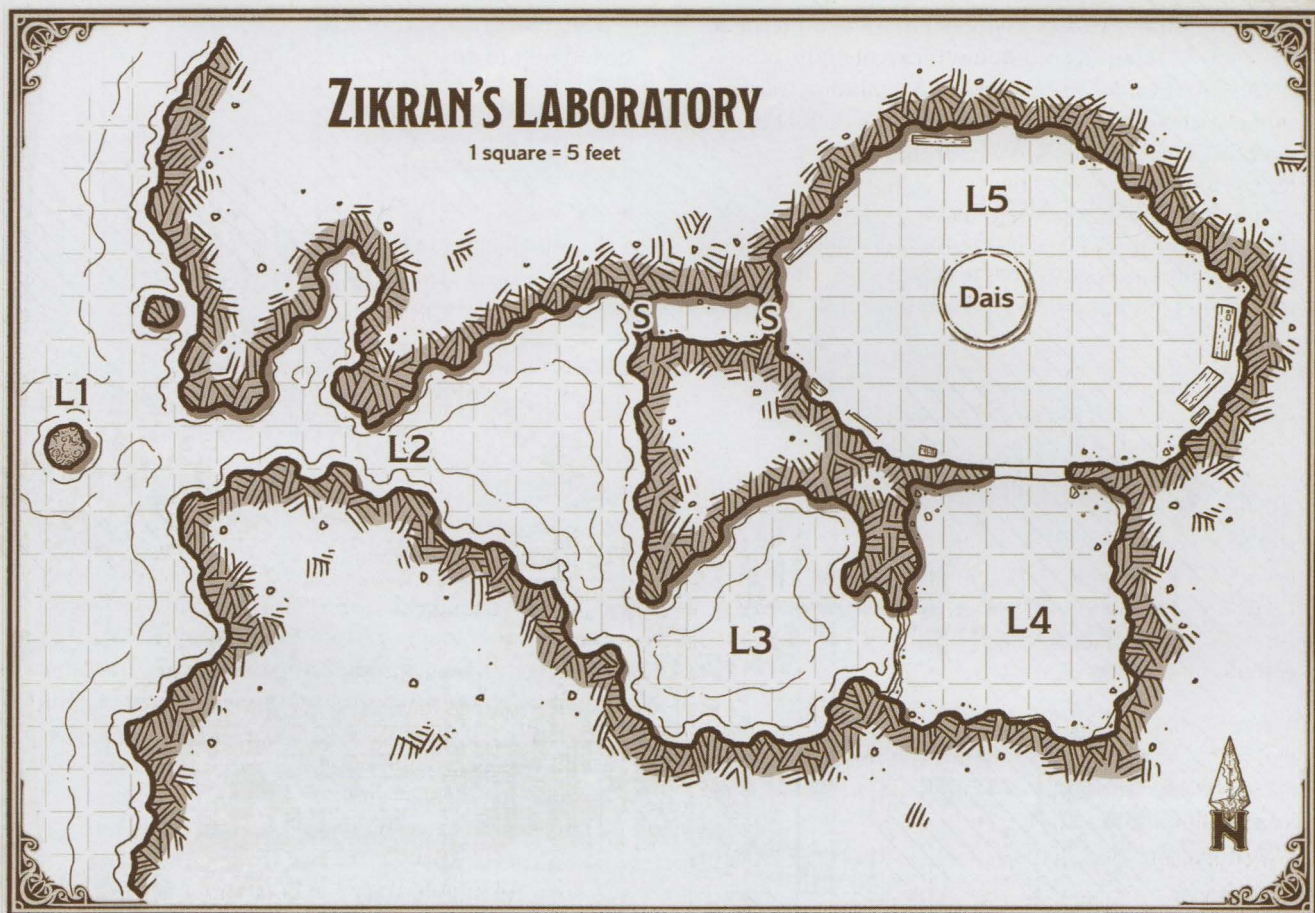 ZIKRAN'S LABORATORY
1 square = 5 feet
L5
Dais
S
S
L1
L2
L3
L4
N